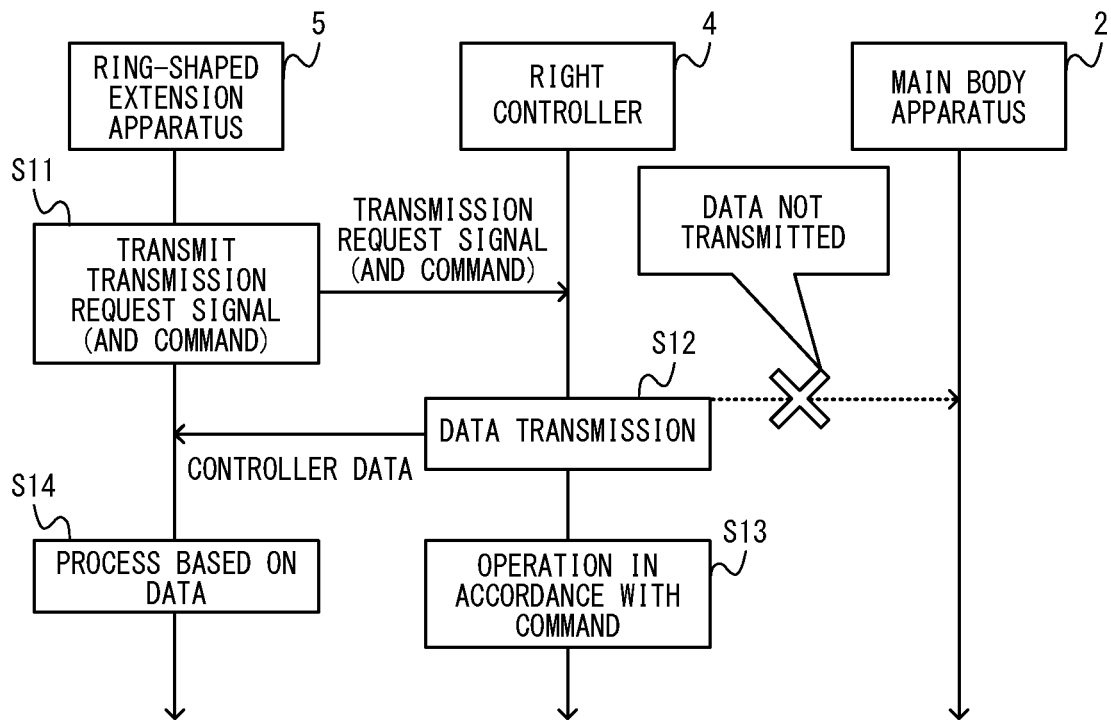 5
RING-SHAPED
EXTENSION
APPARATUS
4
RIGHT
CONTROLLER
2
MAIN BODY
APPARATUS
S11
TRANSMIT
TRANSMISSION
REQUEST SIGNAL
(AND COMMAND)
TRANSMISSION
REQUEST SIGNAL
(AND COMMAND)
DATA NOT
TRANSMITTED
S12
DATA TRANSMISSION
CONTROLLER DATA
S14
PROCESS BASED ON
DATA
S13
OPERATION IN
ACCORDANCE WITH
COMMAND